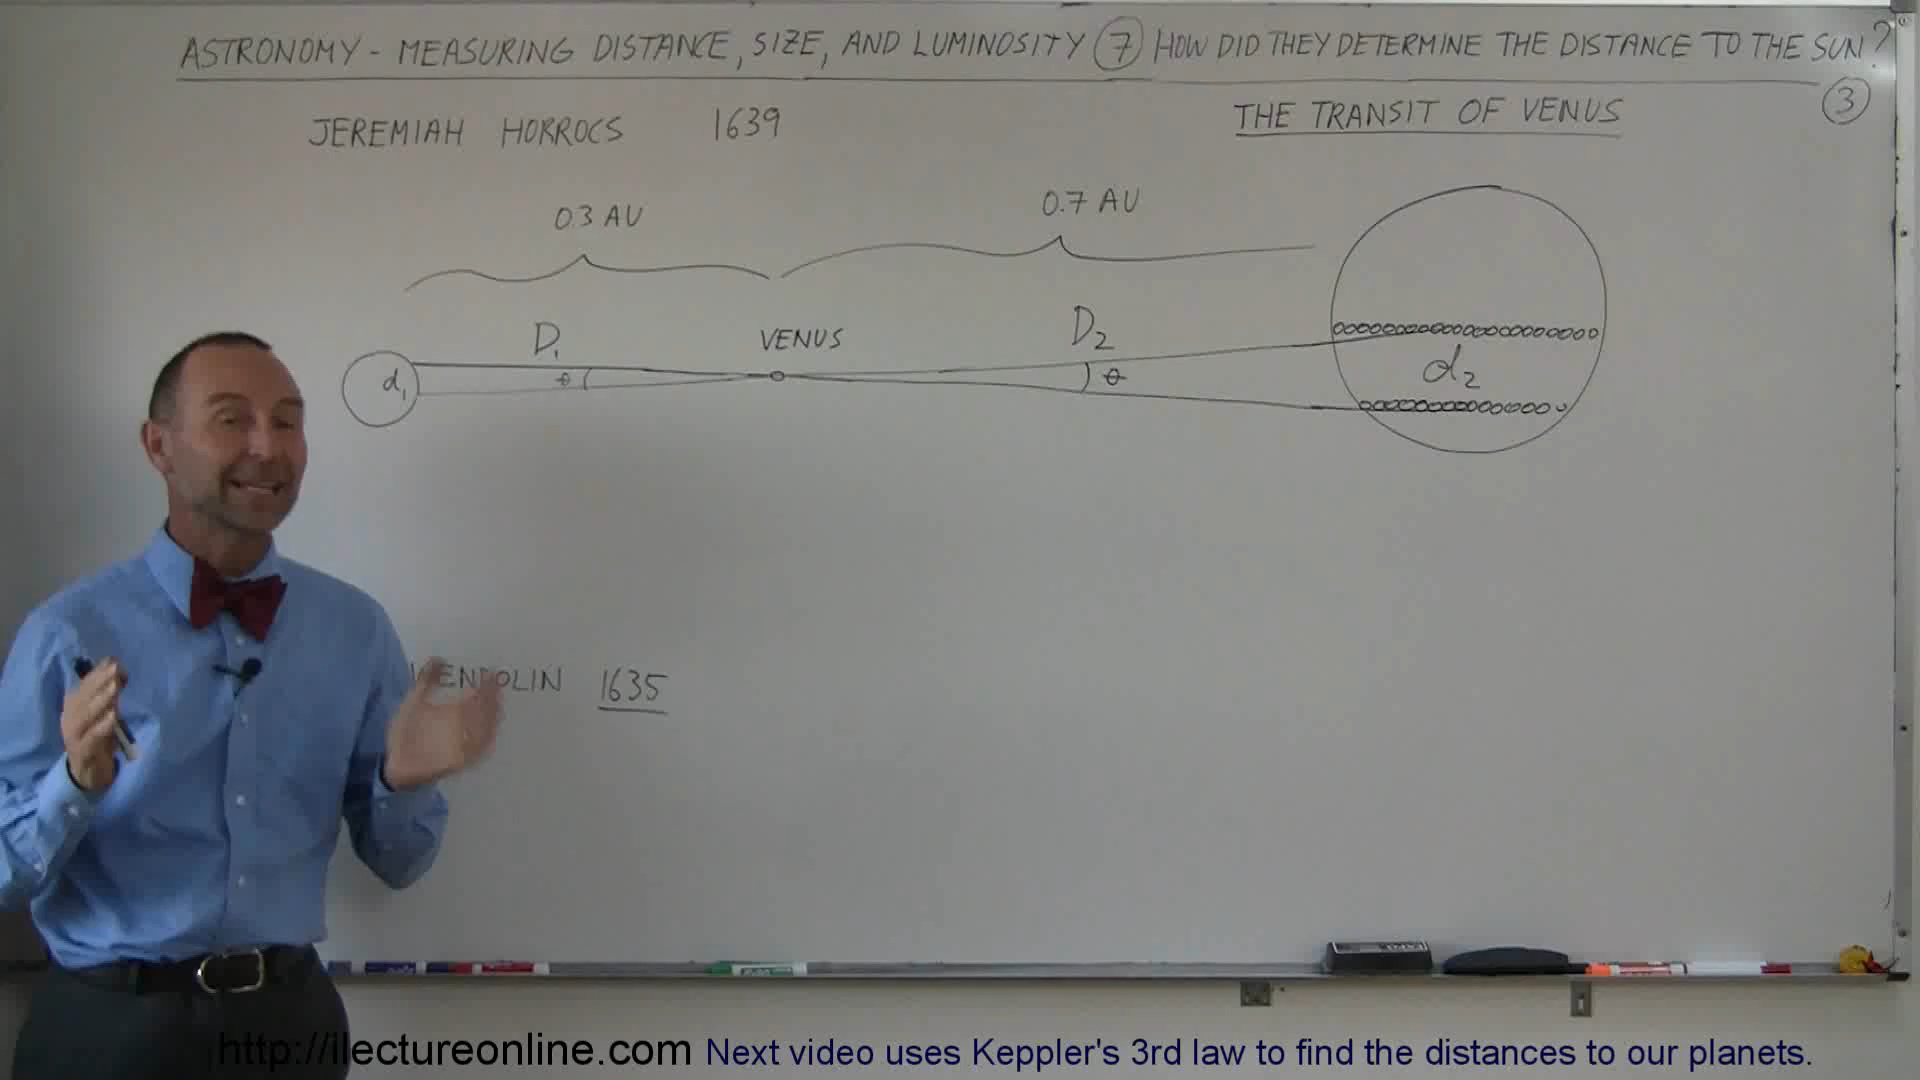 ASTRONOMY - MEASURING DISTANCE, SIZE, AND LUMINOSITY 7 HOW DID THEY DETERMINE THE DISTANCE TO THE SUN?
3
JEREMIAH HORROCS 1639
THE TRANSIT OF VENUS
0.3 AU
0.7 AU
D1
VENUS
D2
d1
θ
θ
d2
WENDOLIN 1635
http://ilectureonline.com Next video uses Keppler's 3rd law to find the distances to our planets.